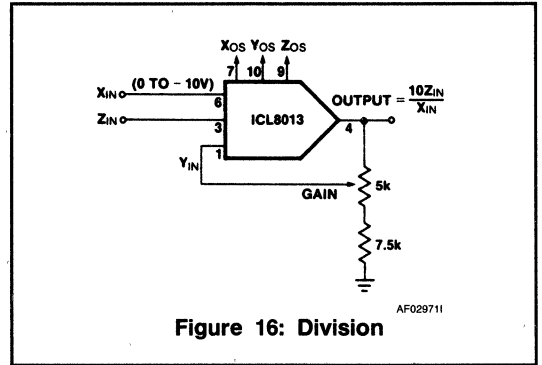 XOS YOS ZOS
7 10 9
XIN (0 TO – 10V)
6
ZIN
3
ICL8013
1
YIN
OUTPUT = 10ZIN
XIN
4
GAIN
5k
7.5k
AF02971I
Figure 16: Division